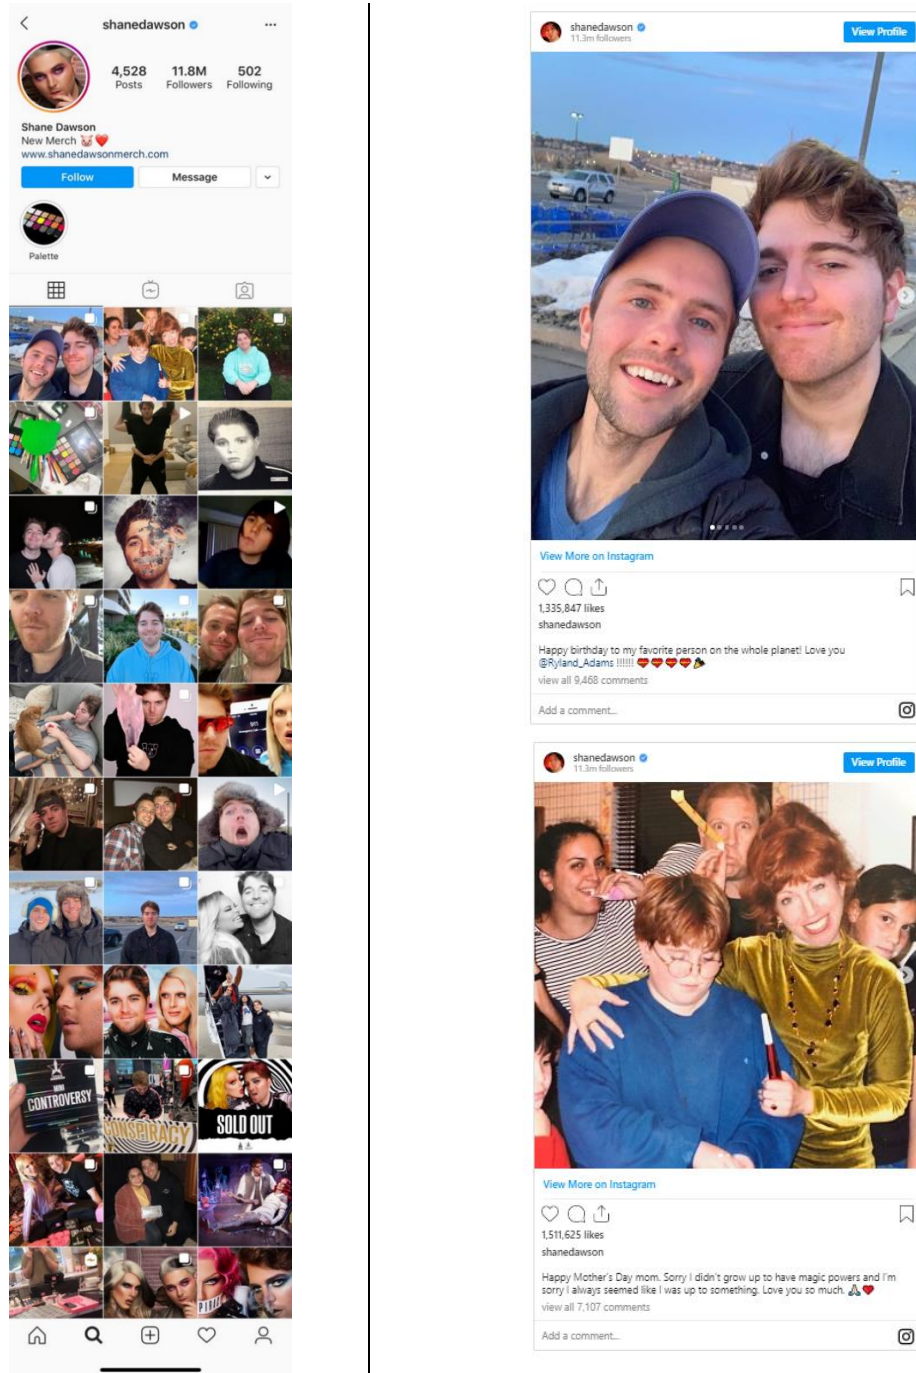 shanedawson
4,528
11.8M
502
Posts
Followers
Following
Shane Dawson
New Merch 🐷❤️
www.shanedawsonmerch.com
Follow
Message
Palette
MINI
CONTROVERSY
CONSPIRACY
SOLD OUT
shanedawson
11.3m followers
View Profile
View More on Instagram
1,335,847 likes
shanedawson
Happy birthday to my favorite person on the whole planet! Love you
@Ryland_Adams !!!!!!
view all 9,468 comments
Add a comment...
shanedawson
11.3m followers
View Profile
View More on Instagram
1,511,625 likes
shanedawson
Happy Mother's Day mom. Sorry I didn't grow up to have magic powers and I'm
sorry I always seemed like I was up to something. Love you so much. 🙏❤️
view all 7,107 comments
Add a comment...